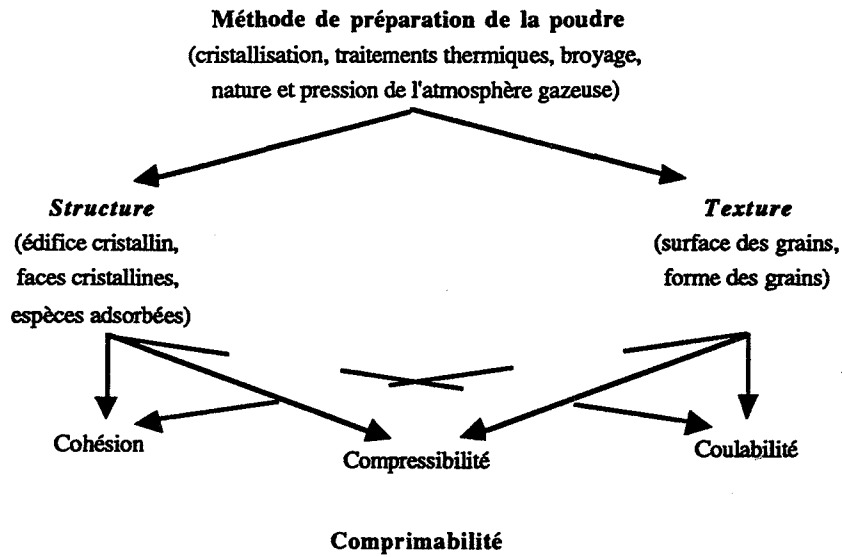 Méthode de préparation de la poudre
(cristallisation, traitements thermiques, broyage,
nature et pression de l'atmosphère gazeuse)
Structure
(édifice cristallin,
faces cristallines,
espèces adsorbées)
Texture
(surface des grains,
forme des grains)
Cohésion
Compressibilité
Coulabilité
Comprimabilité